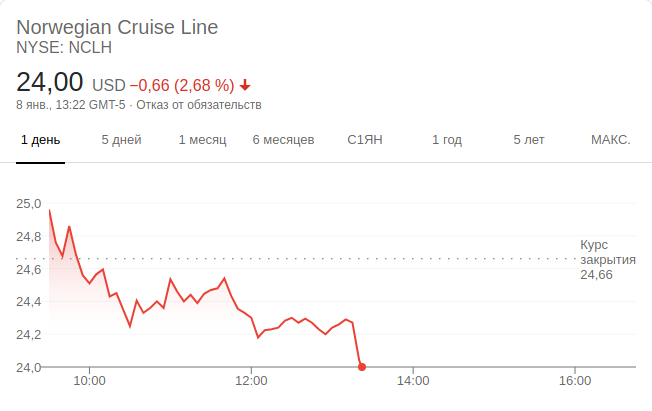 Norwegian Cruise Line
NYSE: NCLH
24,00 USD −0,66 (2,68 %)
8 янв., 13:22 GMT-5 · Отказ от обязательств
1 день 5 дней 1 месяц 6 месяцев С1ЯН 1 год 5 лет МАКС.
25,0
24,8
24,6
24,4
24,2
24,0
Курс
закрытия
24,66
10:00 12:00 14:00 16:00